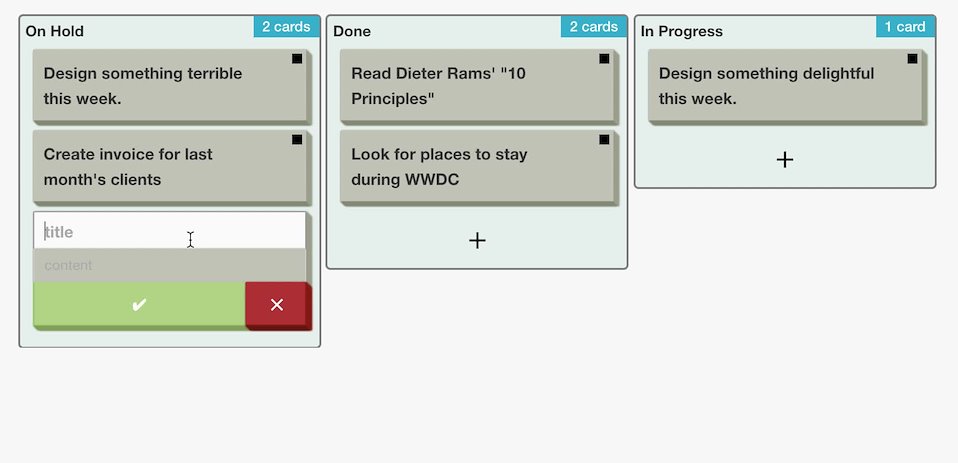 On Hold
2 cards
Design something terrible
this week.
Create invoice for last
month's clients
title
content
Done
2 cards
Read Dieter Rams' "10
Principles"
Look for places to stay
during WWDC
In Progress
1 card
Design something delightful
this week.